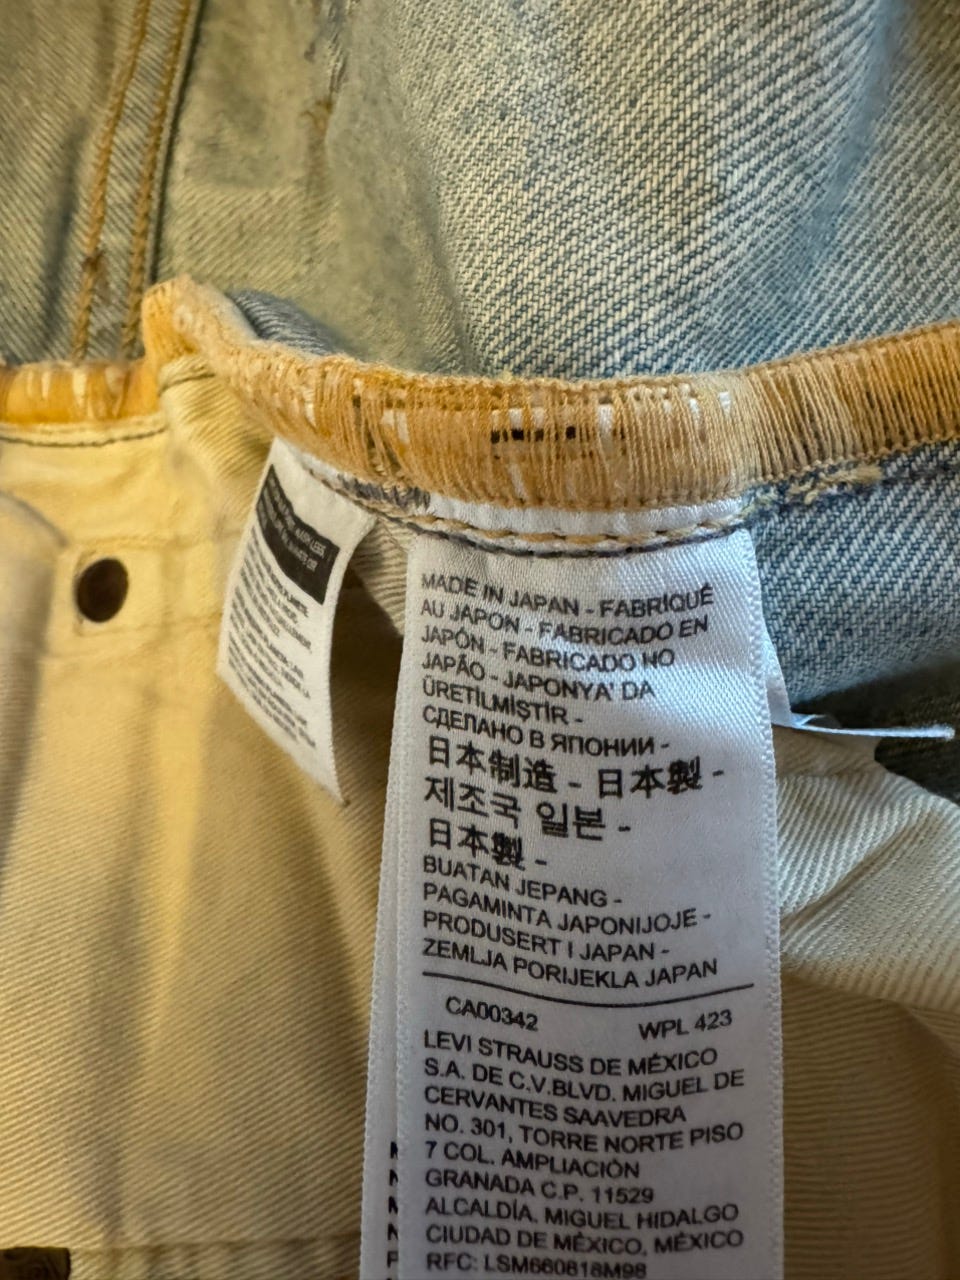 MADE IN JAPAN - FABRIQUÉ
AU JAPON - FABRICADO EN
JAPÓN - FABRICADO NO
JAPÃO - JAPONYA' DA
ÜRETİLMİŞTİR -
СДЕЛАНО В ЯПОНИИ -
日本制造 - 日本製 -
제조국 일본 -
日本製 -
BUATAN JEPANG -
PAGAMINTA JAPONIJOJE -
PRODUSERT I JAPAN -
ZEMLJA PORIJEKLA JAPAN
CA00342 WPL 423
LEVI STRAUSS DE MÉXICO
S.A. DE C.V.BLVD. MIGUEL DE
CERVANTES SAAVEDRA
NO. 301, TORRE NORTE PISO
7 COL. AMPLIACIÓN
GRANADA C.P. 11529
ALCALDÍA. MIGUEL HIDALGO
CIUDAD DE MÉXICO, MÉXICO
RFC: LSM660818M98